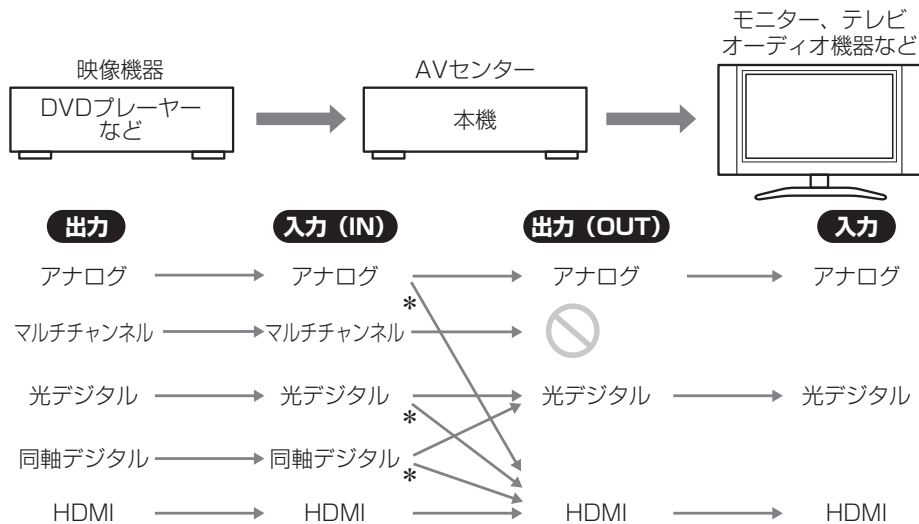 モニター、テレビ
オーディオ機器など
映像機器
AVセンター
DVDプレーヤー
など
本機
出力
入力（IN）
出力（OUT）
入力
アナログ
アナログ
アナログ
アナログ
*
マルチチャンネル
マルチチャンネル
光デジタル
光デジタル
光デジタル
光デジタル
*
同軸デジタル
同軸デジタル
*
HDMI
HDMI
HDMI
HDMI